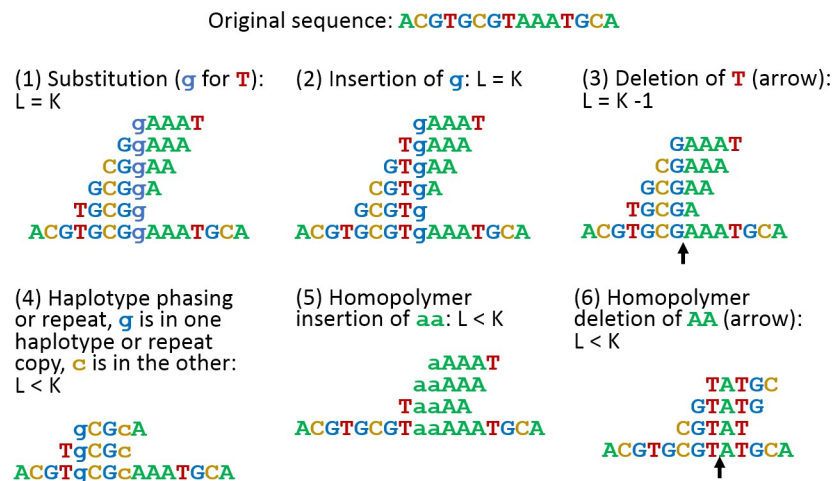 Original sequence: ACGTGCGTAAATGCA
(1) Substitution (g for T):
L = K
gAAAT
GgAAA
CGgAA
GCGgA
TGCGg
ACGTGCGgAAATGCA
(2) Insertion of g: L = K
gAAAT
TgAAA
GTgAA
CGTgA
GCGTg
ACGTGCGTgAAATGCA
(3) Deletion of T (arrow):
L = K -1
GAAAT
CGAAA
GCGAA
TGCGA
ACGTGCGAAATGCA
(4) Haplotype phasing
or repeat, g is in one
haplotype or repeat
copy, c is in the other:
L < K
gCGcA
TgCGc
ACGTgCGcAAATGCA
(5) Homopolymer
insertion of aa: L < K
aAAAT
aaAAA
TaaAA
ACGTGCGTaaAAATGCA
(6) Homopolymer
deletion of AA (arrow):
L < K
TATGC
GTATG
CGTAT
ACGTGCGTATGCA